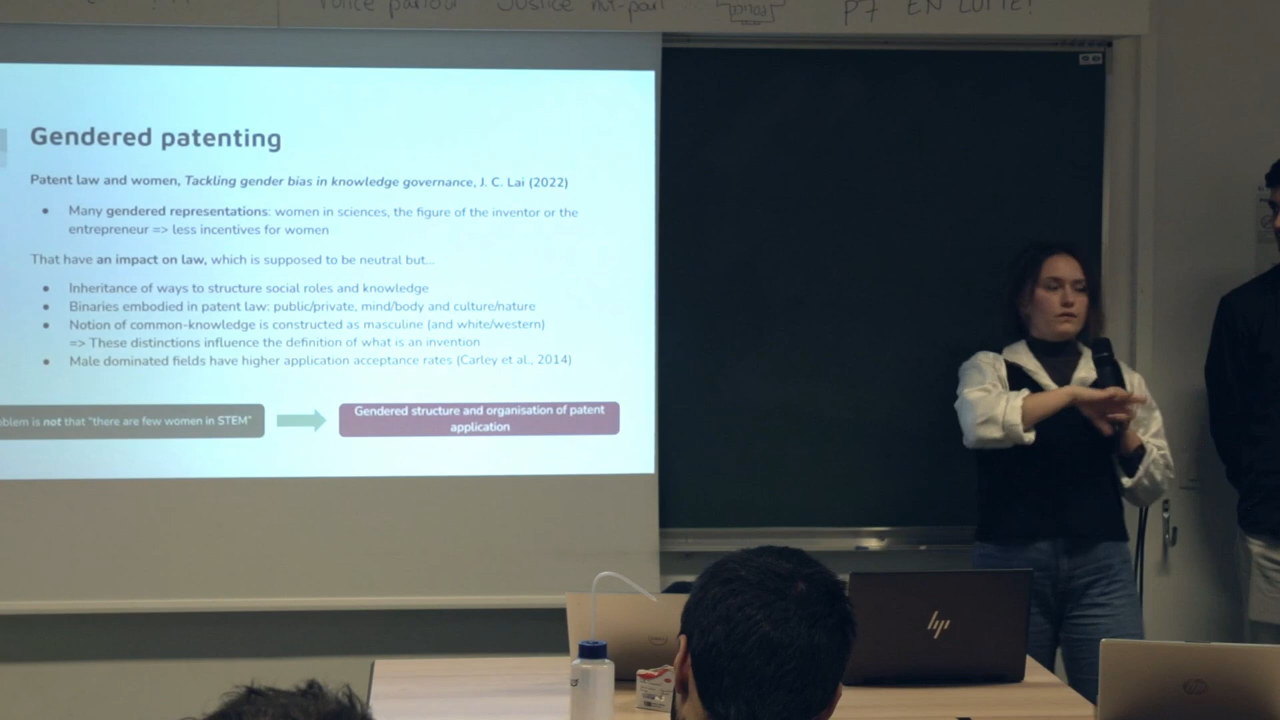 Police partout Justice nulle part P7 EN LUTTE!
Gendered patenting
Patent law and women, Tackling gender bias in knowledge governance, J. C. Lai (2022)
● Many gendered representations: women in sciences, the figure of the inventor or the
entrepreneur => less incentives for women
That have an impact on law, which is supposed to be neutral but...
● Inheritance of ways to structure social roles and knowledge
● Binaries embodied in patent law: public/private, mind/body and culture/nature
● Notion of common-knowledge is constructed as masculine (and white/western)
=> These distinctions influence the definition of what is an invention
● Male dominated fields have higher application acceptance rates (Carley et al., 2014)
is not that "there are few women in STEM"
Gendered structure and organisation of patent
application
hp
hp